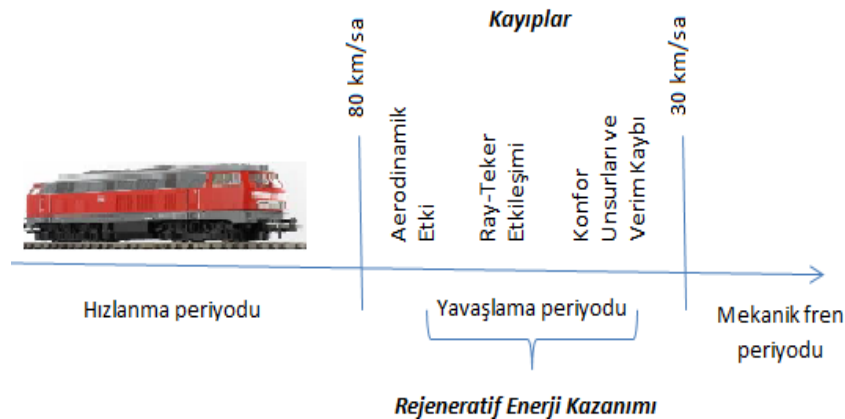 Kayıplar
80 km/sa
Aerodinamik
Etki
Ray-Teker
Etkileşimi
Konfor
Unsurları ve
Verim Kaybı
30 km/sa
Hızlanma periyodu
Yavaşlama periyodu
Mekanik fren
periyodu
Rejeneratif Enerji Kazanımı